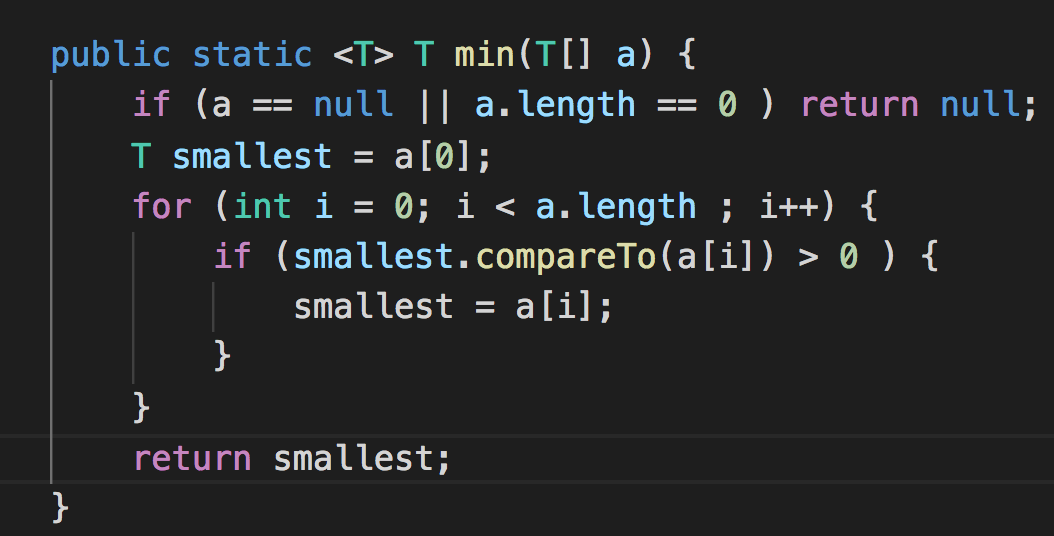 public static <T> T min(T[] a) {
    if (a == null || a.length == 0 ) return null;
    T smallest = a[0];
    for (int i = 0; i < a.length ; i++) {
        if (smallest.compareTo(a[i]) > 0 ) {
            smallest = a[i];
        }
    }
    return smallest;
}